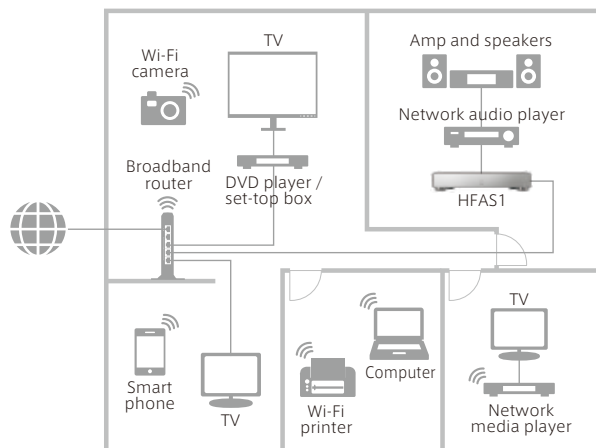 TV
Wi-Fi
camera
Amp and speakers
Network audio player
Broadband
router
DVD player /
set-top box
HFAS1
TV
Smart
phone
TV
Computer
Wi-Fi
printer
Network
media player